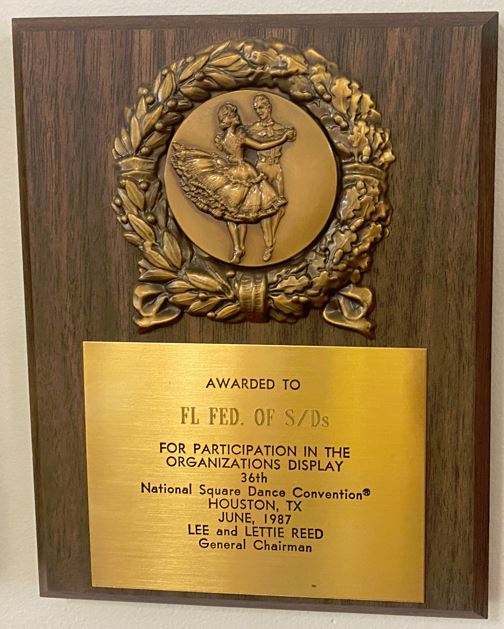 AWARDED TO
FL FED. OF S/Ds
FOR PARTICIPATION IN THE
ORGANIZATIONS DISPLAY
36th
National Square Dance Convention®
HOUSTON, TX
JUNE, 1987
LEE and LETTIE REED
General Chairman